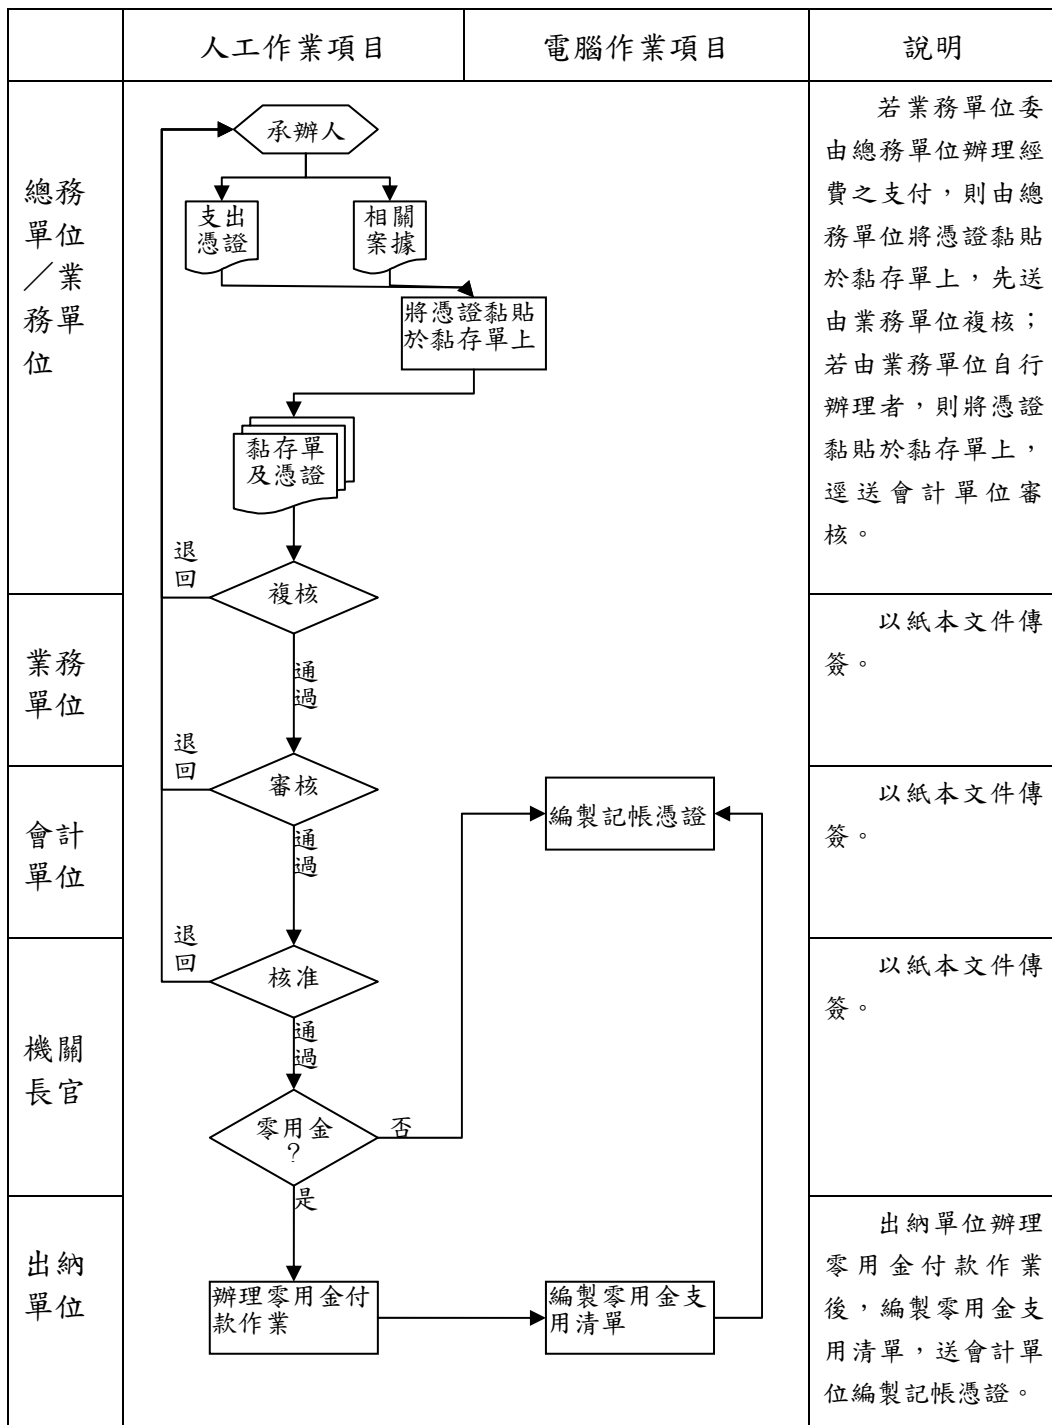 人工作業項目
電腦作業項目
說明
總務
單位
／業
務單
位
承辦人
支出
憑證
相關
案據
將憑證黏貼
於黏存單上
黏存單
及憑證
退
回
複核
若業務單位委
由總務單位辦理經
費之支付，則由總
務單位將憑證黏貼
於黏存單上，先送
由業務單位複核；
若由業務單位自行
辦理者，則將憑證
黏貼於黏存單上，
逕送會計單位審
核。
業務
單位
通
過
退
回
審核
以紙本文件傳
簽。
會計
單位
編製記帳憑證
通
過
退
回
核准
以紙本文件傳
簽。
機關
長官
通
過
零用金
？
否
是
以紙本文件傳
簽。
出納
單位
辦理零用金付
款作業
編製零用金支
用清單
出納單位辦理
零用金付款作業
後，編製零用金支
用清單，送會計單
位編製記帳憑證。